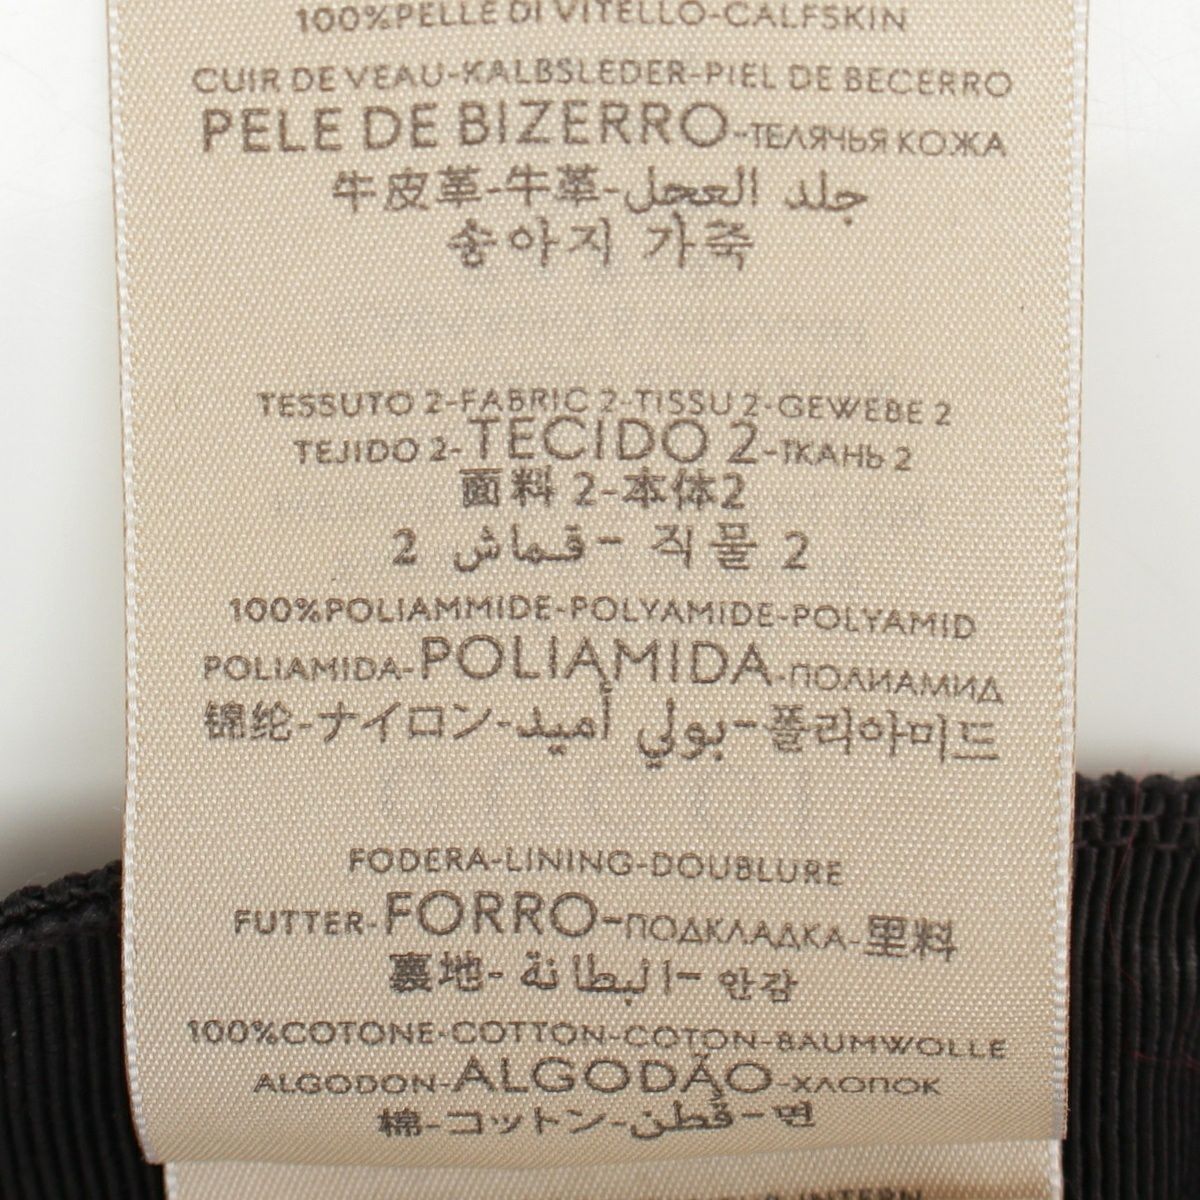 100%PELLE DI VITELLO-CALFSKIN
CUIR DE VEAU-KALBSLEDER-PIEL DE BECERRO
PELE DE BIZERRO-ТЕЛЯЧЬЯ КОЖА
牛皮革-牛革-جلد العجل
송아지 가죽
TESSUTO 2-FABRIC 2-TISSU 2-GEWEBE 2
TEJIDO 2-TECIDO 2-ТКАНЬ 2
面料 2-本体2
2 قماش - 직물 2
100%POLIAMMIDE-POLYAMIDE-POLYAMID
POLIAMIDA-POLIAMIDA-ПОЛИАМИД
锦纶-ナイロン-بولي أميد-폴리아미드
FODERA-LINING-DOUBLURE
FUTTER-FORRO-ПОДКЛАДКА-里料
裏地-البطانة-안감
100%COTONE-COTTON-COTON-BAUMWOLLE
ALGODON-ALGODÃO-ХЛОПОК
棉-コットン-قطن-면
INTERN